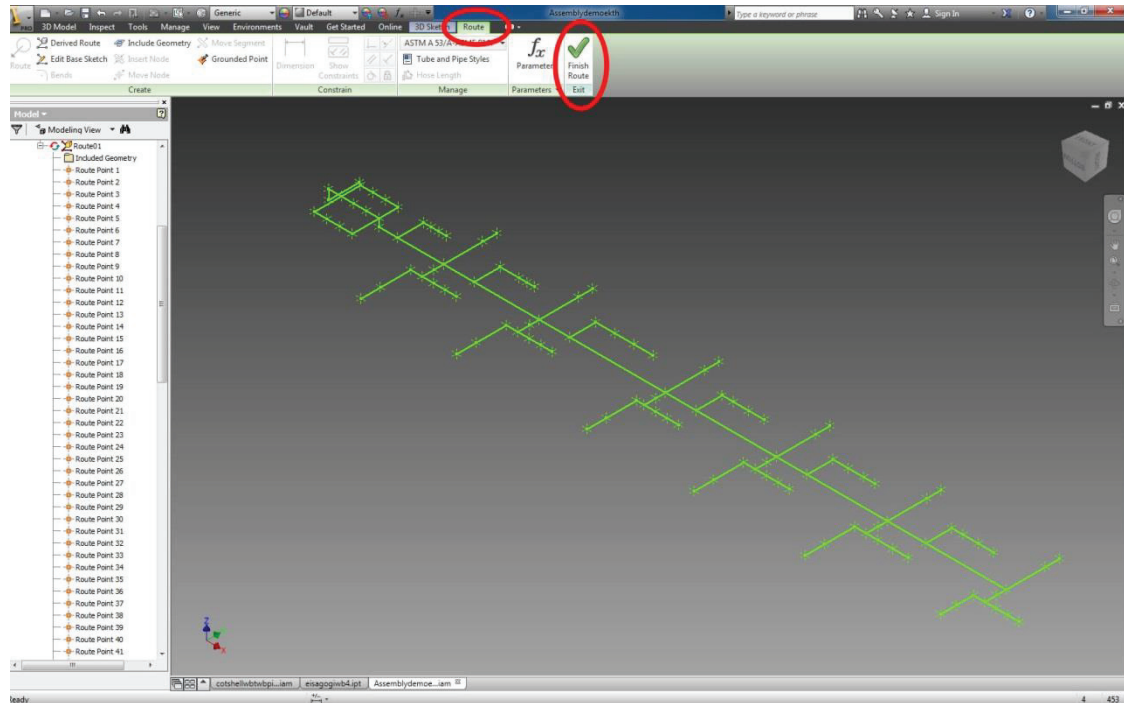 Generic Default Assemblydemoekth Type a keyword or phrase Sign In
PRO 3D Model Inspect Tools Manage View Environments Vault Get Started Online 3D Sketch Route
Derived Route Include Geometry Move Segment ASTM A 53/A
Route Edit Base Sketch Insert Node Grounded Point Dimension Show Constraints Tube and Pipe Styles Parameters Finish Route
Bends Move Node Hose Length
Create Constrain Manage Parameters Exit
Model
Modeling View
Route01
Included Geometry
Route Point 1
Route Point 2
Route Point 3
Route Point 4
Route Point 5
Route Point 6
Route Point 7
Route Point 8
Route Point 9
Route Point 10
Route Point 11
Route Point 12
Route Point 13
Route Point 14
Route Point 15
Route Point 16
Route Point 17
Route Point 18
Route Point 19
Route Point 20
Route Point 21
Route Point 22
Route Point 23
Route Point 24
Route Point 25
Route Point 26
Route Point 27
Route Point 28
Route Point 29
Route Point 30
Route Point 31
Route Point 32
Route Point 33
Route Point 34
Route Point 35
Route Point 36
Route Point 37
Route Point 38
Route Point 39
Route Point 40
Route Point 41
Z
X
cotshellwbtwbpi...iam eisagogiwb4.ipt Assemblydemoe...iam
Ready 4 453